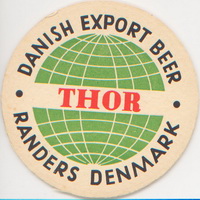 DANISH EXPORT BEER
THOR
RANDERS DENMARK